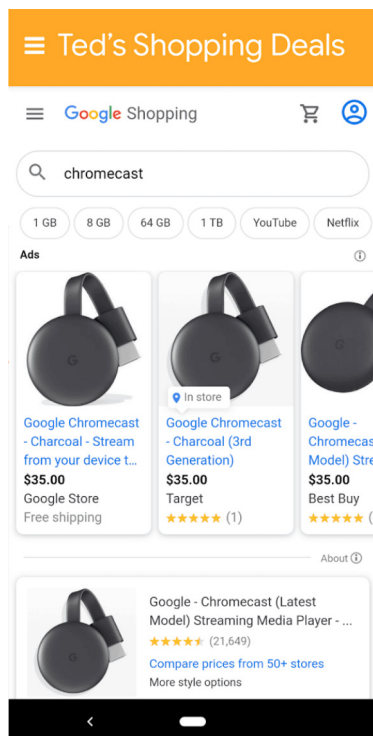 Ted's Shopping Deals
Google Shopping
chromecast
1 GB 8 GB 64 GB 1 TB YouTube Netflix
Ads
In store
Google Chromecast
- Charcoal - Stream
from your device t...
$35.00
Google Store
Free shipping
Google Chromecast
- Charcoal (3rd
Generation)
$35.00
Target
(1)
Google -
Chromecas
Model) Stre
$35.00
Best Buy
(
About
Google - Chromecast (Latest
Model) Streaming Media Player - ...
(21,649)
Compare prices from 50+ stores
More style options